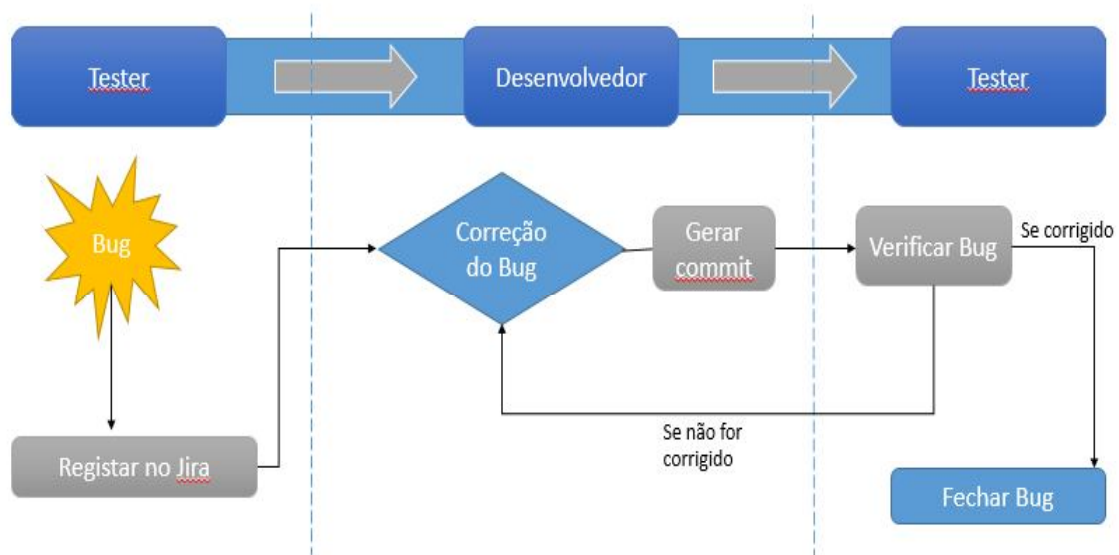 Tester
Desenvolvedor
Tester
Bug
Correção
do Bug
Gerar
commit
Verificar Bug
Se corrigido
Se não for
corrigido
Registar no Jira
Fechar Bug